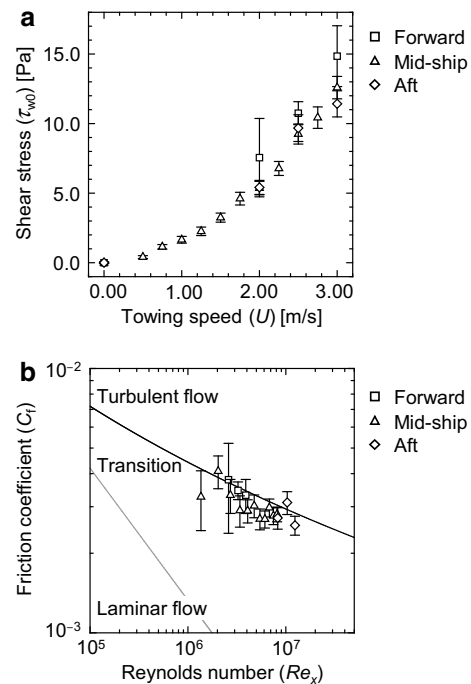 a
Shear stress (τw0) [Pa]
15.0
10.0
5.0
0.0
0.00 1.00 2.00 3.00
Towing speed (U) [m/s]
Forward
Mid-ship
Aft
b
Friction coefficient (Cf)
10⁻²
10⁻³
Turbulent flow
Transition
Laminar flow
10⁵ 10⁶ 10⁷
Reynolds number (Reₓ)
Forward
Mid-ship
Aft